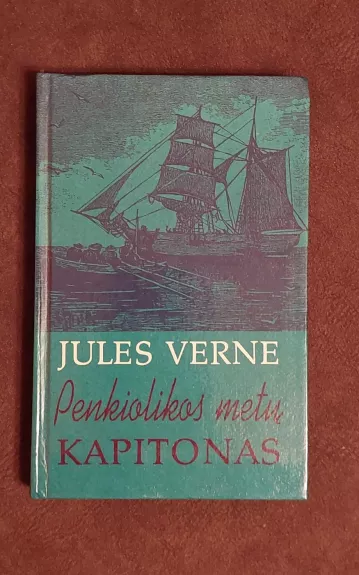 JULES VERNE
Penkiolikos metų
KAPITONAS